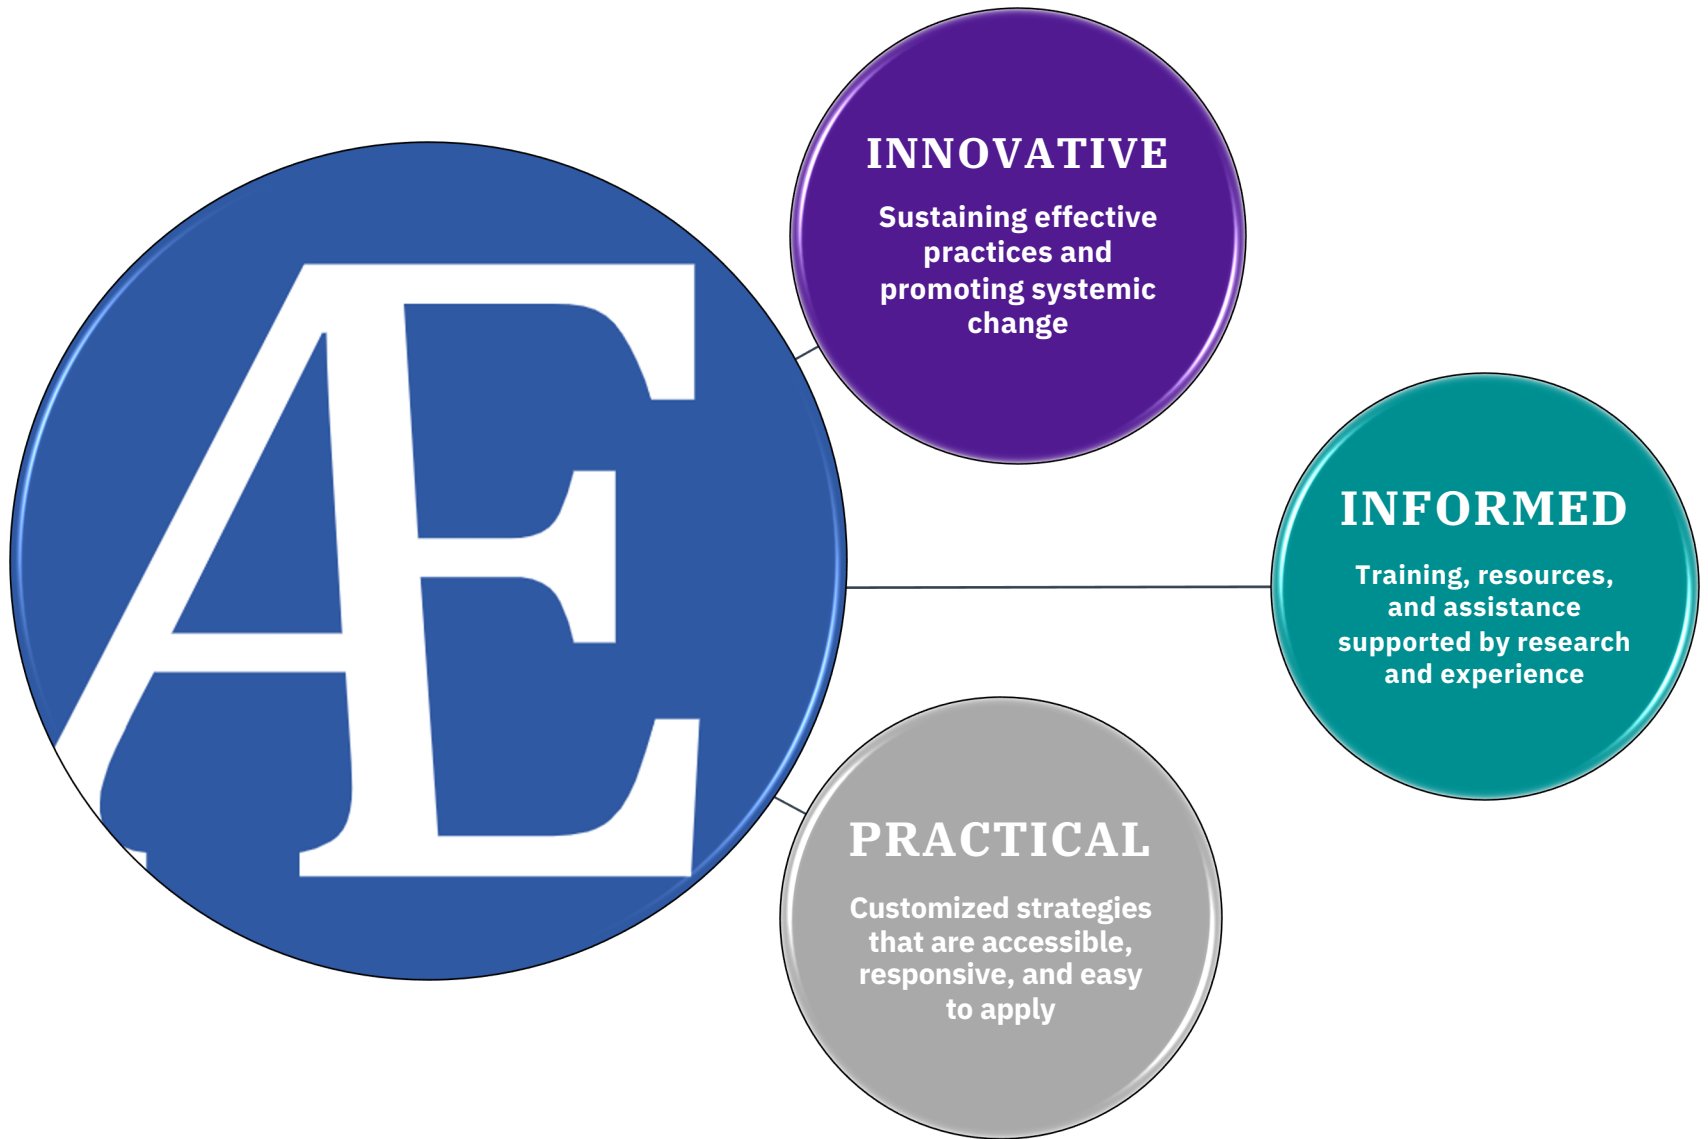 Æ
INNOVATIVE
Sustaining effective
practices and
promoting systemic
change
INFORMED
Training, resources,
and assistance
supported by research
and experience
PRACTICAL
Customized strategies
that are accessible,
responsive, and easy
to apply